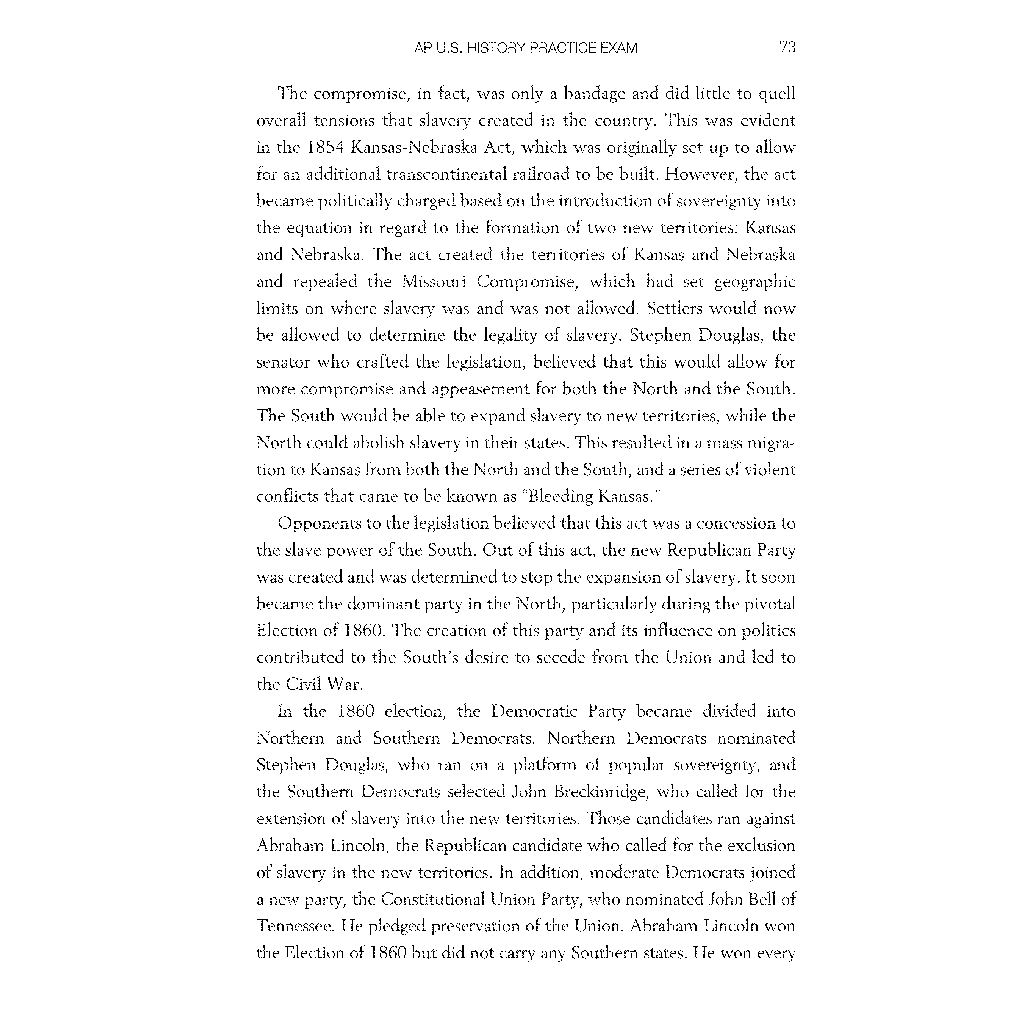 AP U.S. HISTORY PRACTICE EXAM 73
The compromise, in fact, was only a bandage and did little to quell
overall tensions that slavery created in the country. This was evident
in the 1854 Kansas-Nebraska Act, which was originally set up to allow
for an additional transcontinental railroad to be built. However, the act
became politically charged based on the introduction of sovereignty into
the equation in regard to the formation of two new territories: Kansas
and Nebraska. The act created the territories of Kansas and Nebraska
and repealed the Missouri Compromise, which had set geographic
limits on where slavery was and was not allowed. Settlers would now
be allowed to determine the legality of slavery. Stephen Douglas, the
senator who crafted the legislation, believed that this would allow for
more compromise and appeasement for both the North and the South.
The South would be able to expand slavery to new territories, while the
North could abolish slavery in their states. This resulted in a mass migra-
tion to Kansas from both the North and the South, and a series of violent
conflicts that came to be known as "Bleeding Kansas."
Opponents to the legislation believed that this act was a concession to
the slave power of the South. Out of this act, the new Republican Party
was created and was determined to stop the expansion of slavery. It soon
became the dominant party in the North, particularly during the pivotal
Election of 1860. The creation of this party and its influence on politics
contributed to the South's desire to secede from the Union and led to
the Civil War.
In the 1860 election, the Democratic Party became divided into
Northern and Southern Democrats. Northern Democrats nominated
Stephen Douglas, who ran on a platform of popular sovereignty, and
the Southern Democrats selected John Breckinridge, who called for the
extension of slavery into the new territories. Those candidates ran against
Abraham Lincoln, the Republican candidate who called for the exclusion
of slavery in the new territories. In addition, moderate Democrats joined
a new party, the Constitutional Union Party, who nominated John Bell of
Tennessee. He pledged preservation of the Union. Abraham Lincoln won
the Election of 1860 but did not carry any Southern states. He won every